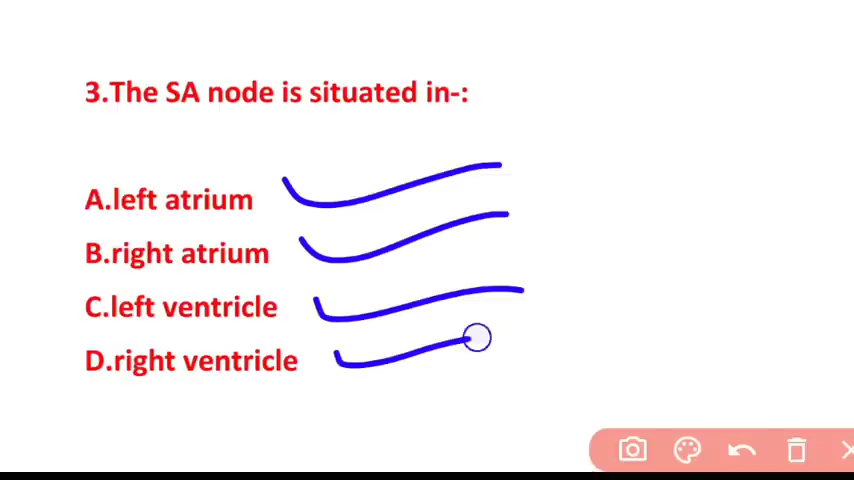 3.The SA node is situated in-:
A.left atrium
B.right atrium
C.left ventricle
D.right ventricle